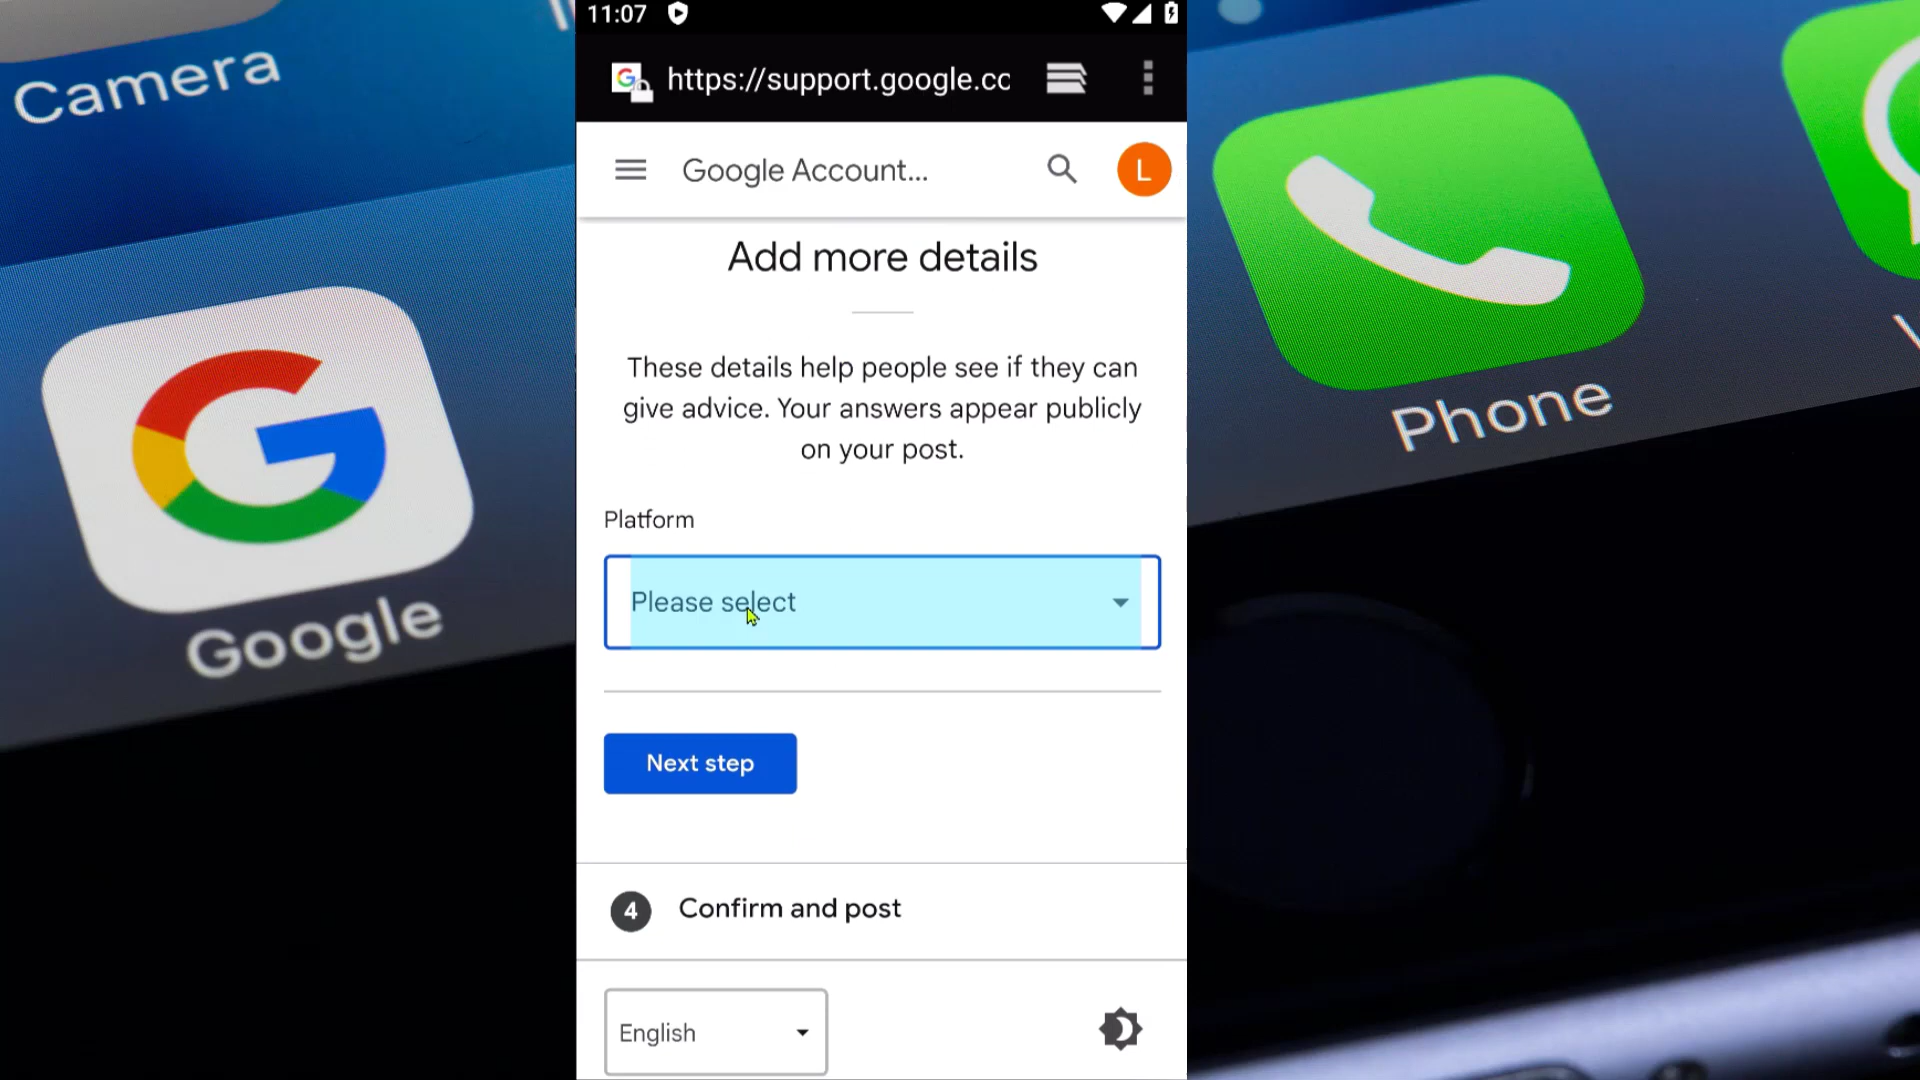 Camera
Google
11:07
https://support.google.cc
Google Account...
L
Add more details
These details help people see if they can
give advice. Your answers appear publicly
on your post.
Platform
Please select
Next step
4 Confirm and post
English
Phone